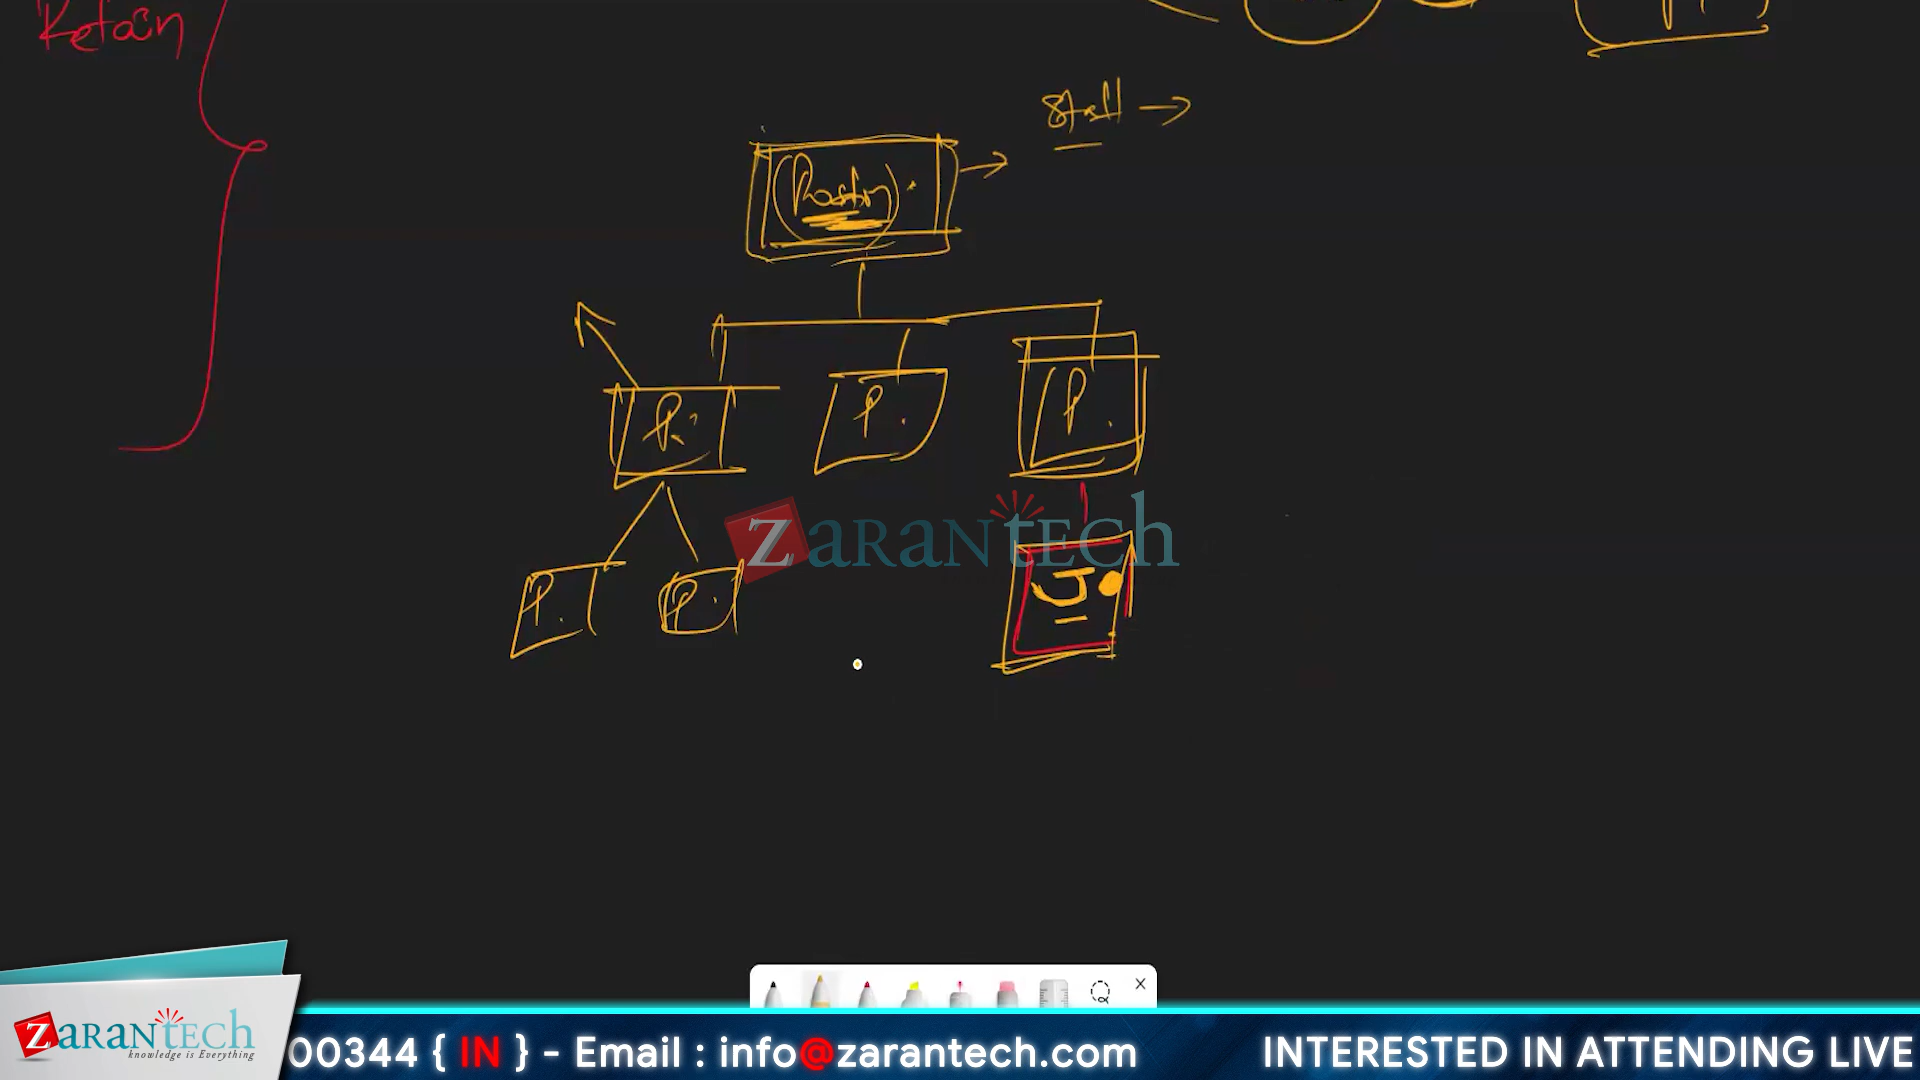 Retain
Staff →
(Position).
P.
P.
P.
ZARANTECH
P.
P.
J
ZARANTECH
knowledge is Everything
00344 { IN } - Email : info@zarantech.com
INTERESTED IN ATTENDING LIVE